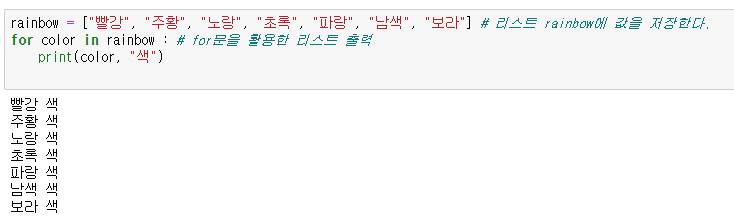 rainbow = ["빨강", "주황", "노랑", "초록", "파랑", "남색", "보라"] # 리스트 rainbow에 값을 저장한다.
for color in rainbow : # for문을 활용한 리스트 출력
    print(color, "색")
빨강 색
주황 색
노랑 색
초록 색
파랑 색
남색 색
보라 색